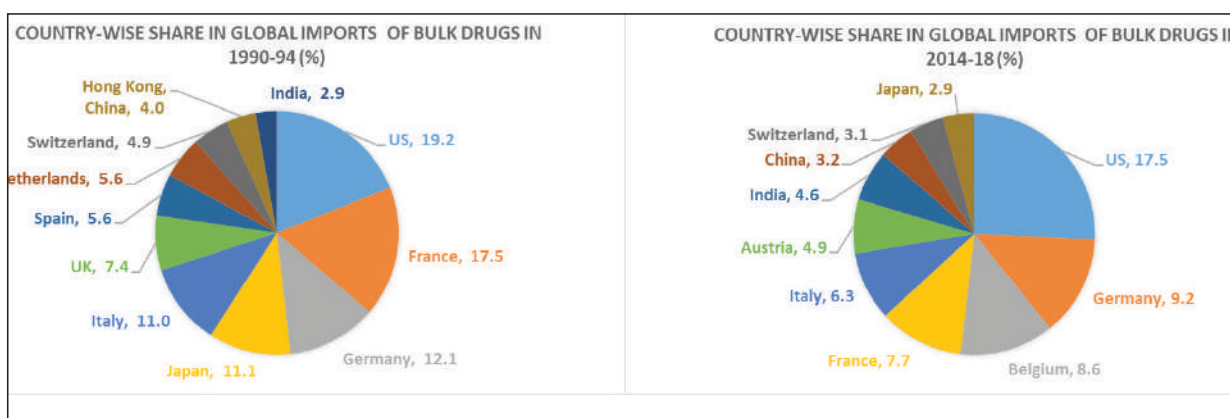 COUNTRY-WISE SHARE IN GLOBAL IMPORTS OF BULK DRUGS IN
1990-94 (%)
Hong Kong,
China, 4.0
India, 2.9
Switzerland, 4.9
US, 19.2
etherlands, 5.6
Spain, 5.6
UK, 7.4
France, 17.5
Italy, 11.0
Japan, 11.1
Germany, 12.1
COUNTRY-WISE SHARE IN GLOBAL IMPORTS OF BULK DRUGS I
2014-18 (%)
Japan, 2.9
Switzerland, 3.1
China, 3.2
US, 17.5
India, 4.6
Austria, 4.9
Italy, 6.3
Germany, 9.2
France, 7.7
Belgium, 8.6